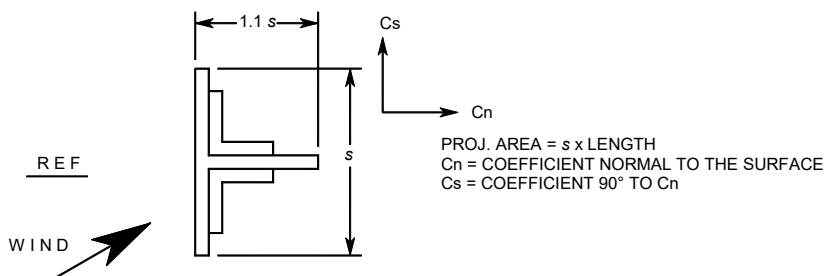 1.1 s
Cs
Cn
s
PROJ. AREA = s x LENGTH
Cn = COEFFICIENT NORMAL TO THE SURFACE
Cs = COEFFICIENT 90° TO Cn
REF
WIND